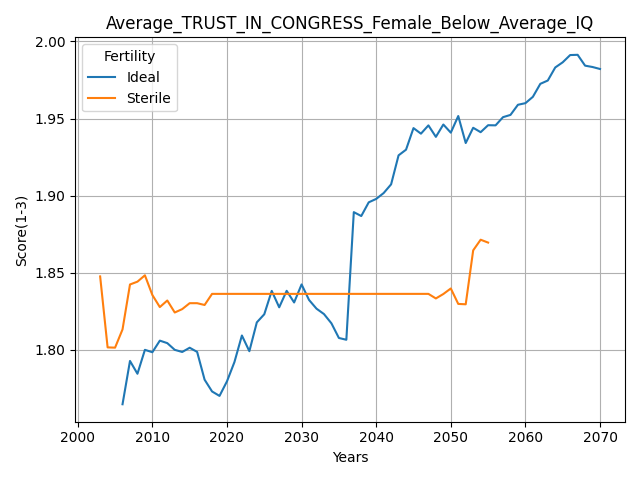 Average_TRUST_IN_CONGRESS_Female_Below_Average_IQ
Fertility
Ideal
Sterile
Score(1-3)
2.00
1.95
1.90
1.85
1.80
2000 2010 2020 2030 2040 2050 2060 2070
Years